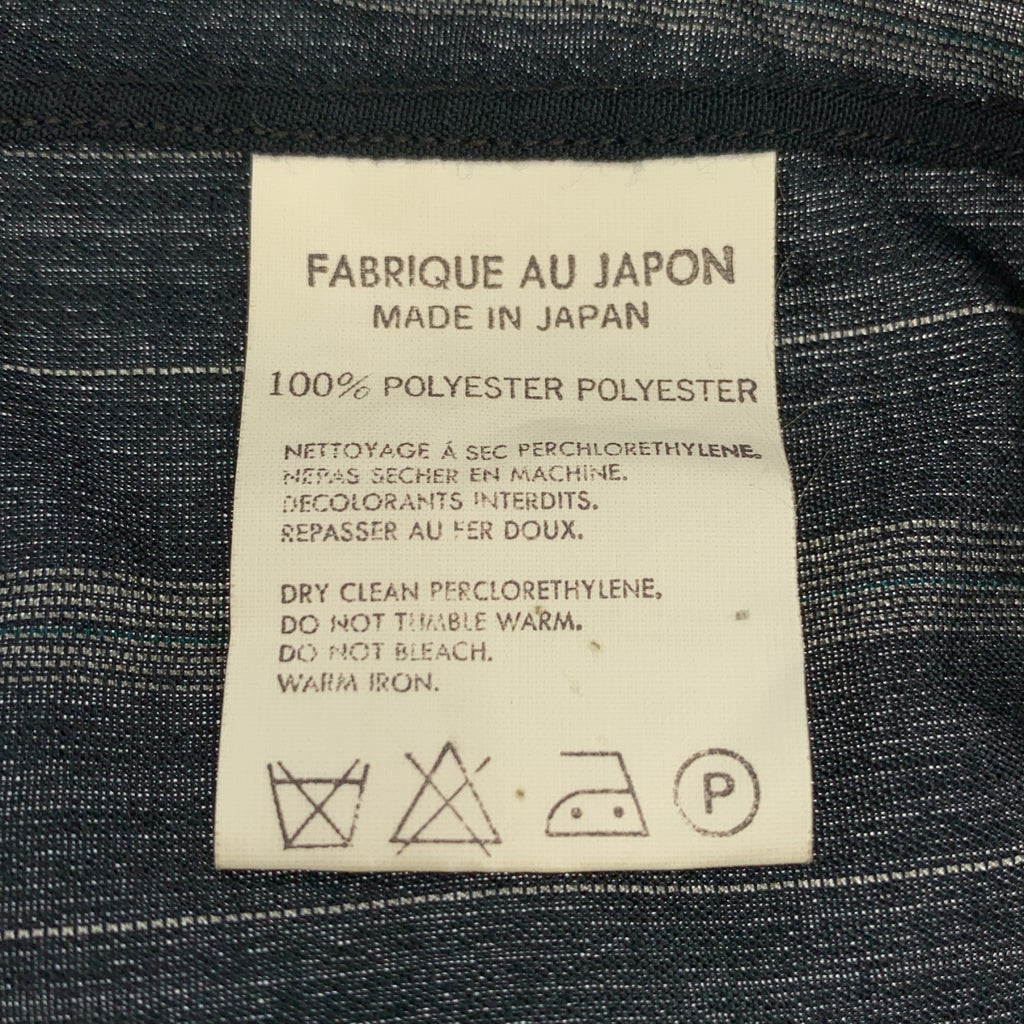 FABRIQUE AU JAPON
MADE IN JAPAN
100% POLYESTER POLYESTER
NETTOYAGE Á SEC PERCHLORETHYLENE.
NEPAS SECHER EN MACHINE.
DECOLORANTS INTERDITS.
REPASSER AU FER DOUX.
DRY CLEAN PERCLORETHYLENE,
DO NOT TUMBLE WARM.
DO NOT BLEACH.
WARM IRON.
P